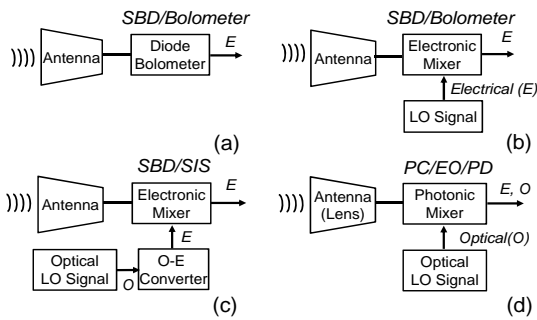 SBD/Bolometer
E
Antenna
Diode
Bolometer
(a)
SBD/Bolometer
E
Antenna
Electronic
Mixer
Electrical (E)
LO Signal
(b)
SBD/SIS
E
Antenna
Electronic
Mixer
E
Optical
LO Signal
O
O-E
Converter
(c)
PC/EO/PD
E, O
Antenna
(Lens)
Photonic
Mixer
Optical(O)
Optical
LO Signal
(d)